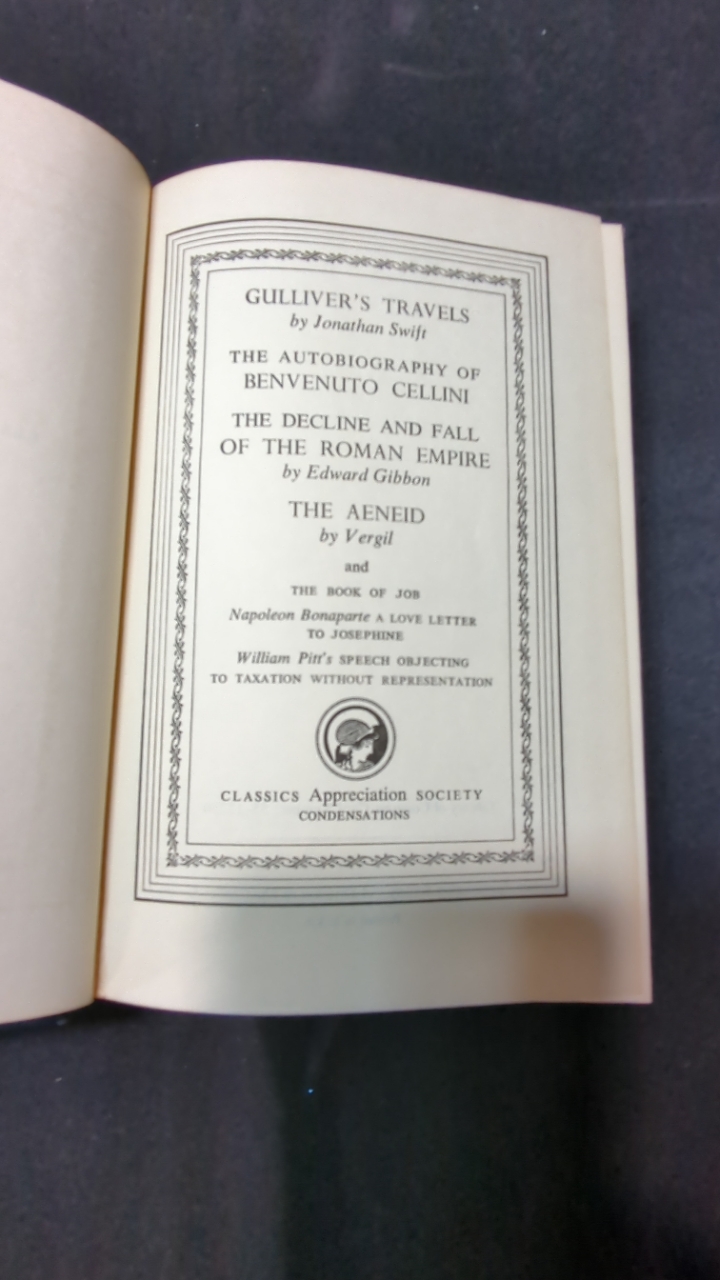 GULLIVER'S TRAVELS
by Jonathan Swift
THE AUTOBIOGRAPHY OF
BENVENUTO CELLINI
THE DECLINE AND FALL
OF THE ROMAN EMPIRE
by Edward Gibbon
THE AENEID
by Vergil
and
THE BOOK OF JOB
Napoleon Bonaparte A LOVE LETTER
TO JOSEPHINE
William Pitt's SPEECH OBJECTING
TO TAXATION WITHOUT REPRESENTATION
CLASSICS Appreciation SOCIETY
CONDENSATIONS